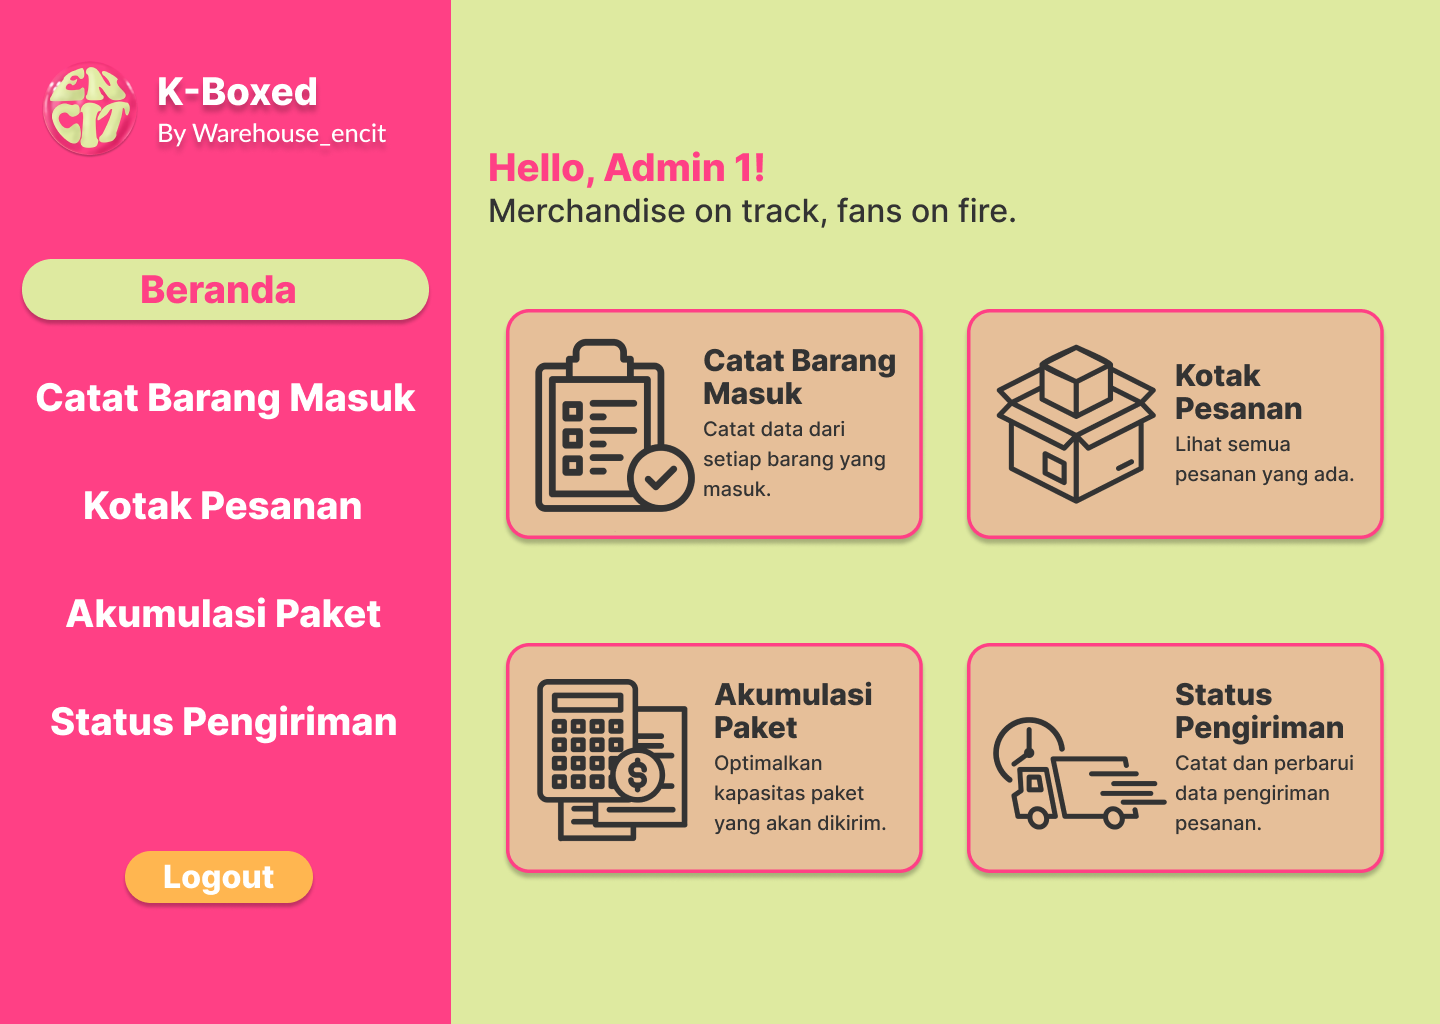 EN
CIT
K-Boxed
By Warehouse_encit
Beranda
Catat Barang Masuk
Kotak Pesanan
Akumulasi Paket
Status Pengiriman
Logout
Hello, Admin 1!
Merchandise on track, fans on fire.
Catat Barang
Masuk
Catat data dari
setiap barang yang
masuk.
Kotak
Pesanan
Lihat semua
pesanan yang ada.
Akumulasi
Paket
Optimalkan
kapasitas paket
yang akan dikirim.
$
Status
Pengiriman
Catat dan perbarui
data pengiriman
pesanan.